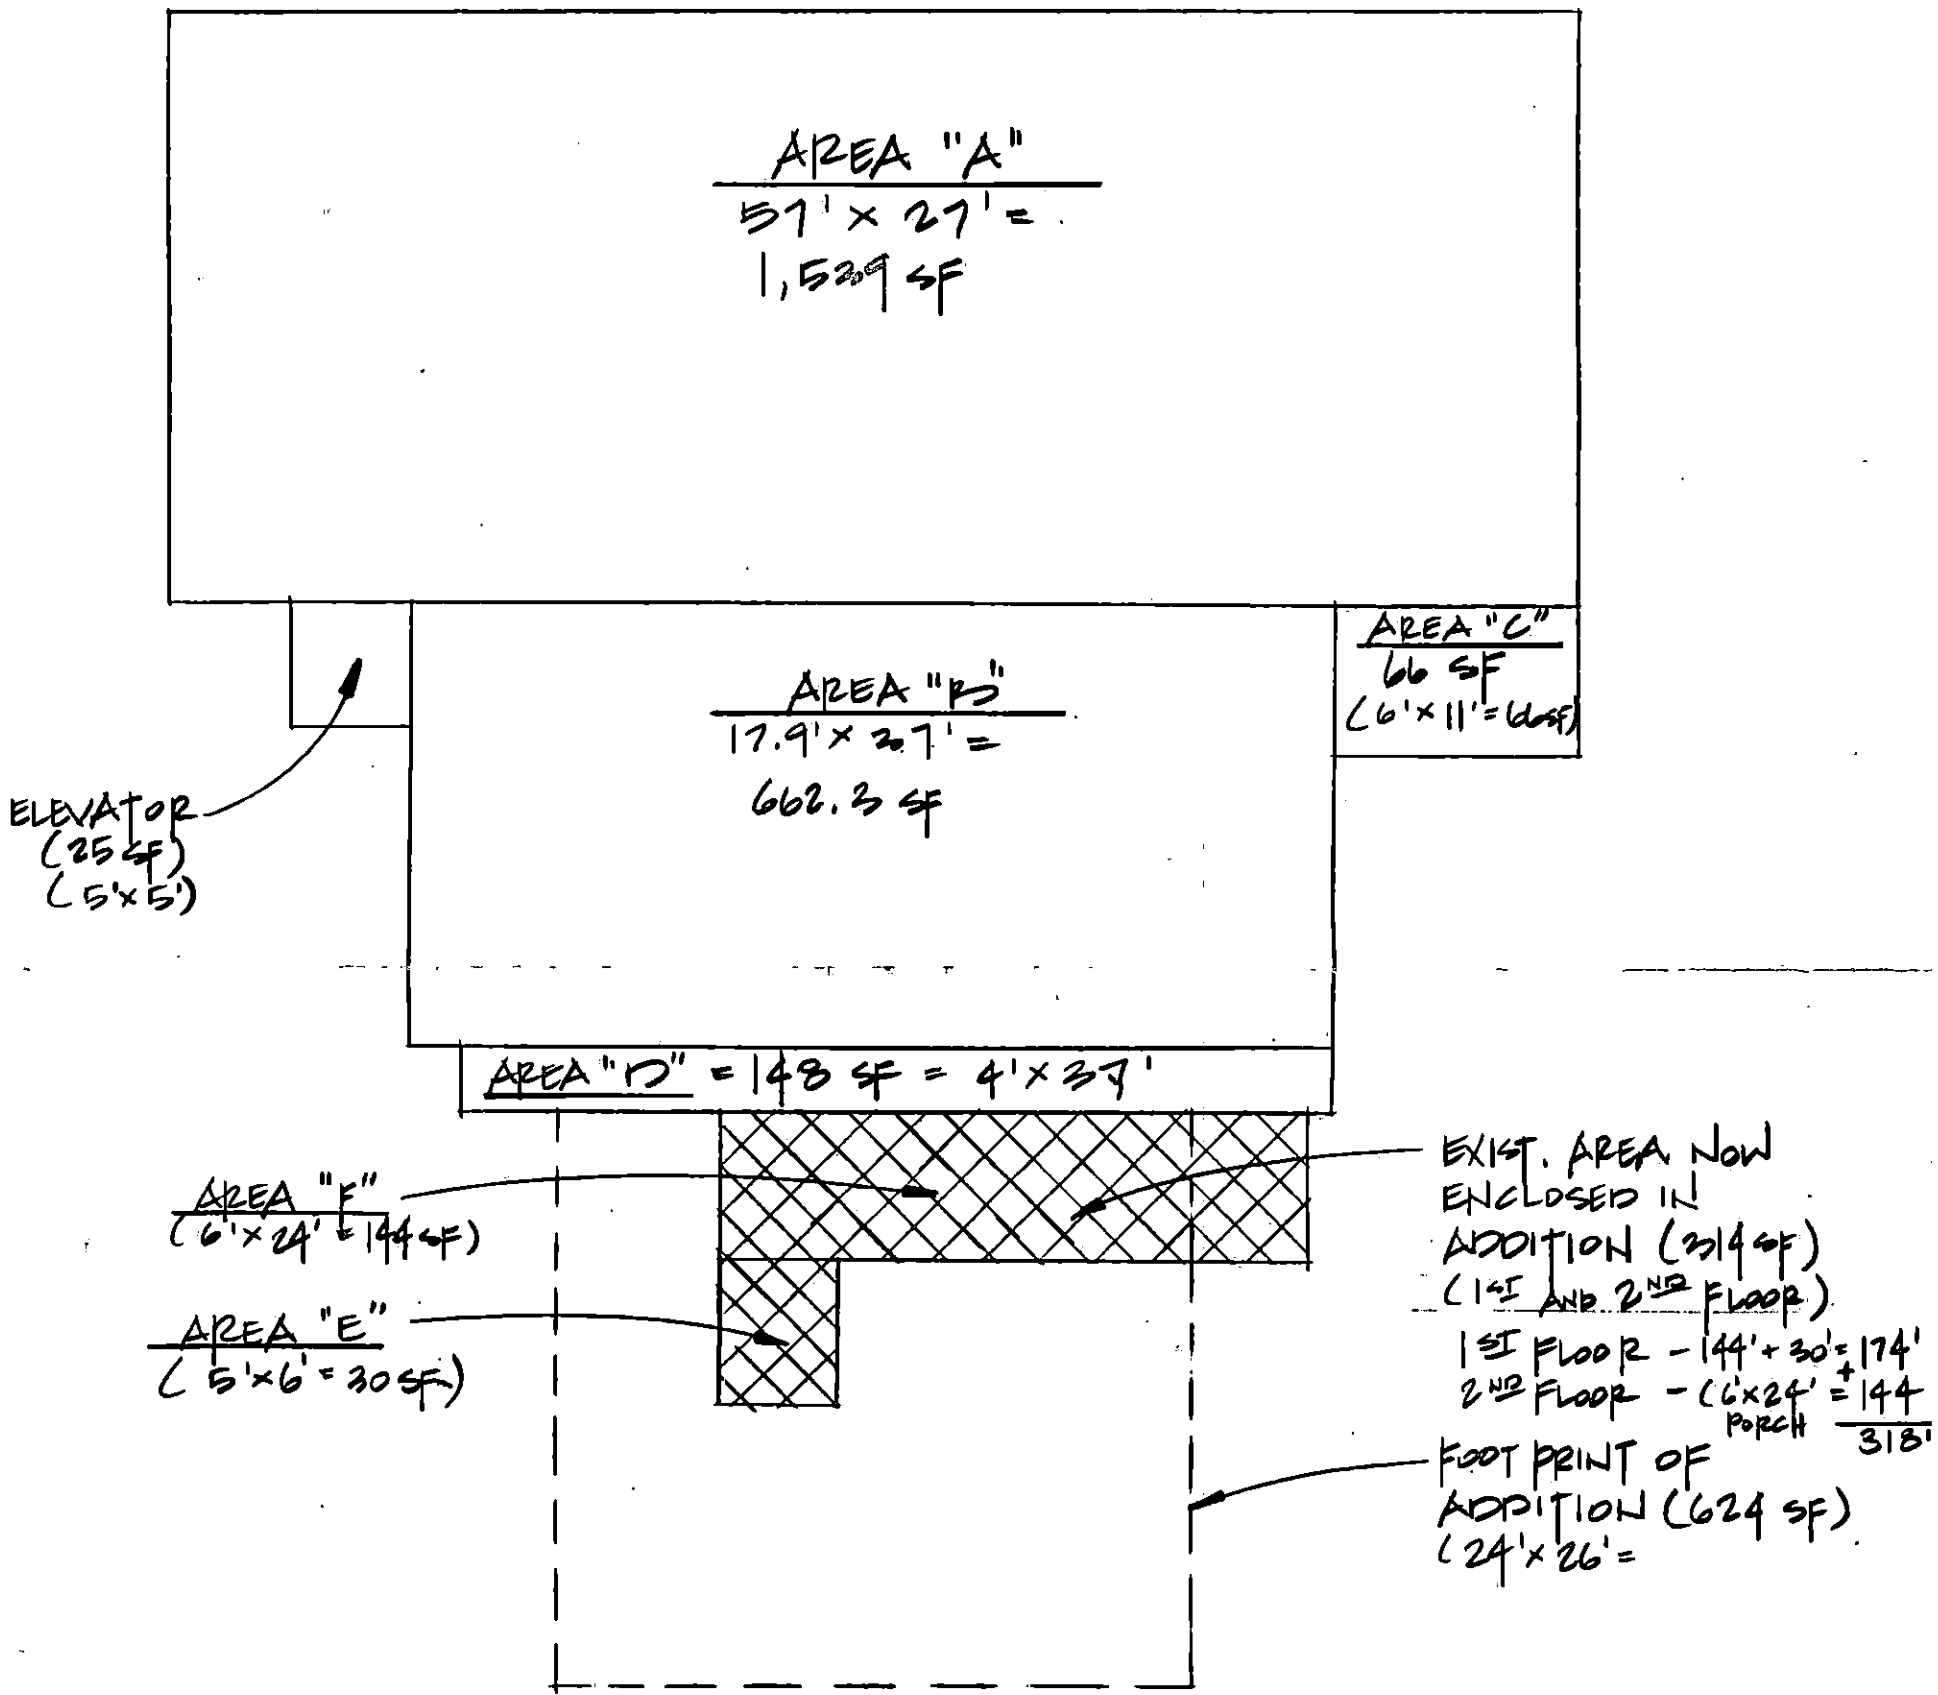 AREA "A"
57' × 27' =
1,539 SF
AREA "C"
66 SF
(6' × 11' = 66SF)
AREA "B"
17.9' × 37' =
662.3 SF
ELEVATOR
(25 SF)
(5'×5')
AREA "D" = 148 SF = 4' × 37'
AREA "F"
(6' × 24' = 144 SF)
AREA "E"
(5' × 6' = 30 SF)
EXIST. AREA NOW
ENCLOSED IN
ADDITION (314 SF)
(1ST AND 2ND FLOOR)
1ST FLOOR - 144' + 30' = 174'
2ND FLOOR - (6'×24' = + 144
PORCH 318'
FOOT PRINT OF
ADDITION (624 SF)
(24' × 26' =